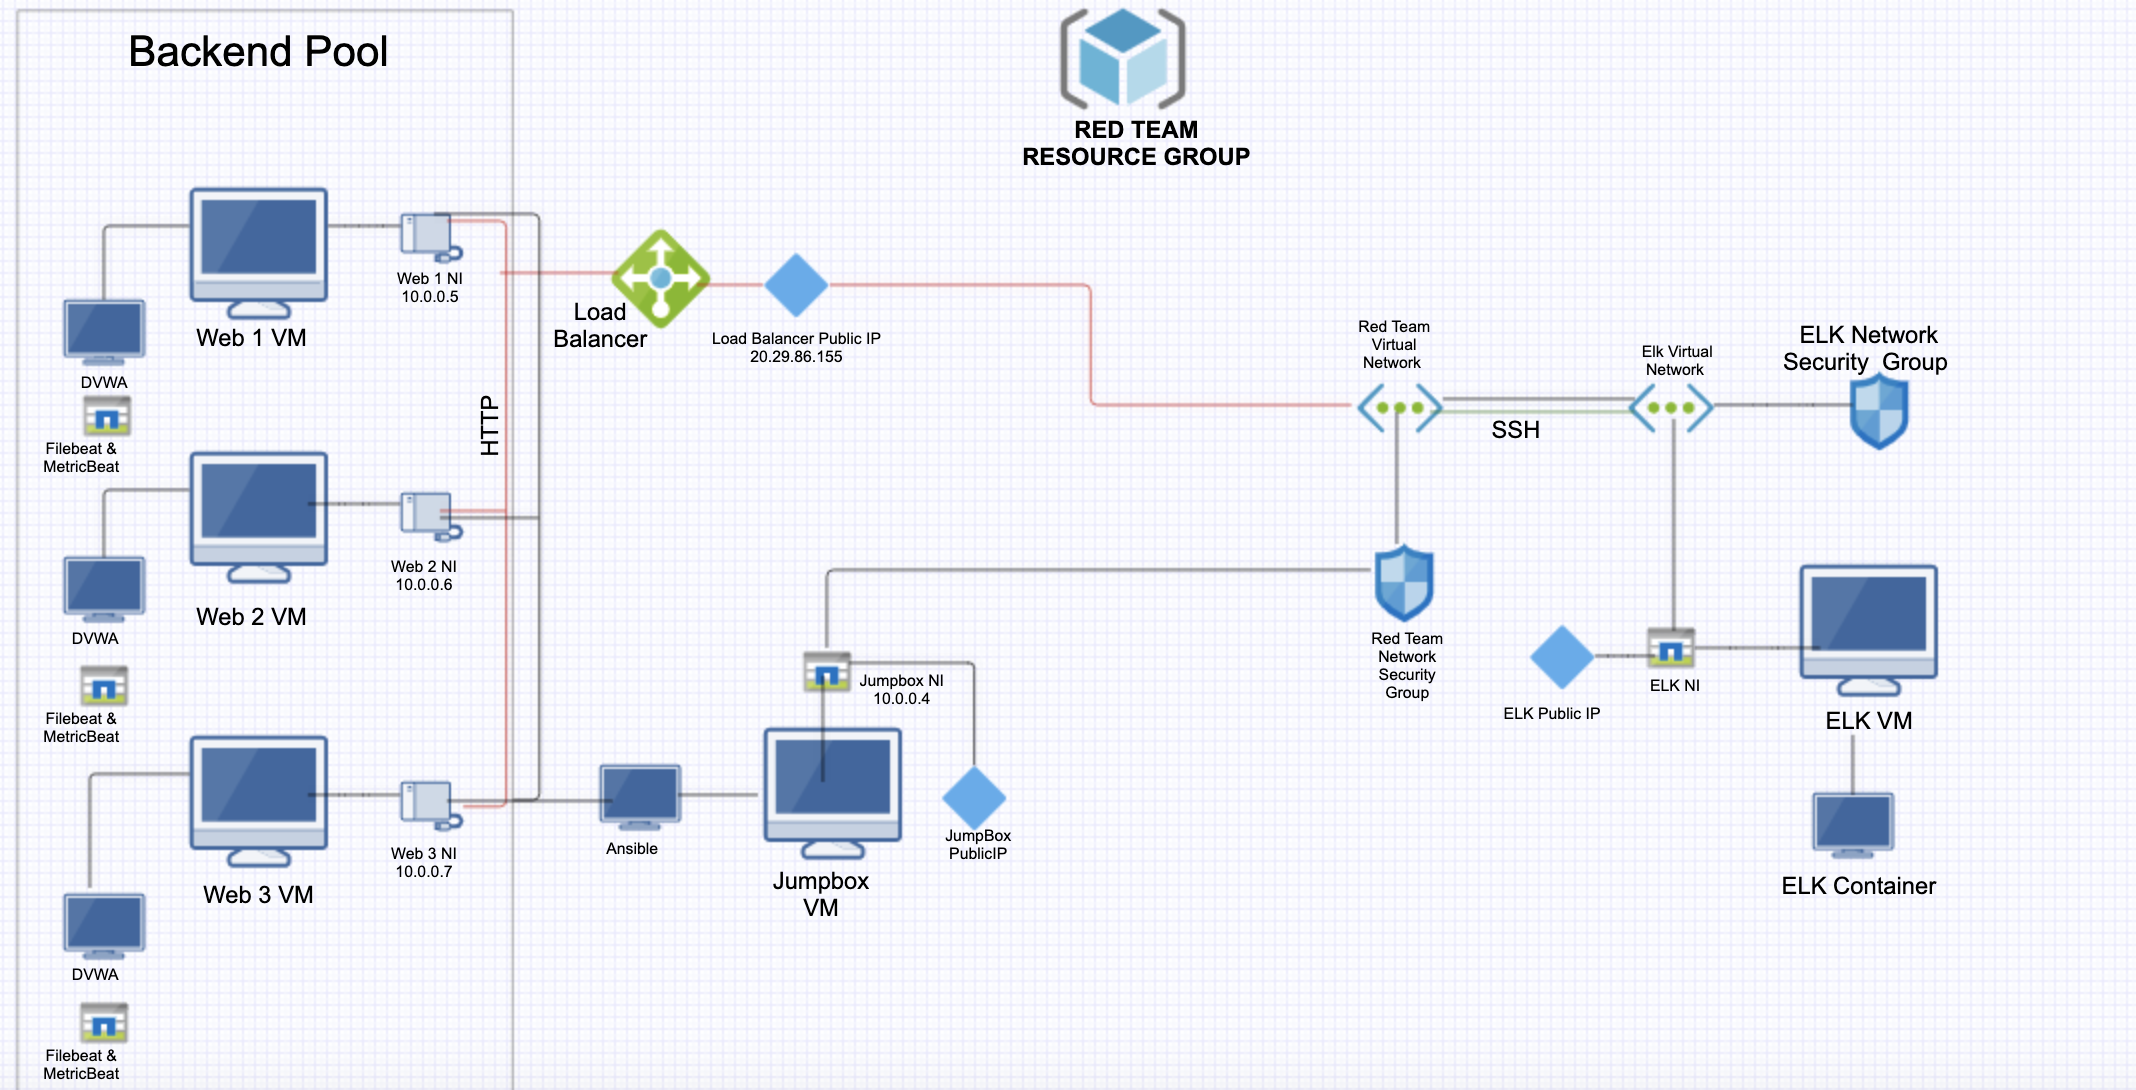 Backend Pool
RED TEAM
RESOURCE GROUP
Web 1 VM
Web 1 NI
10.0.0.5
DVWA
Filebeat &
MetricBeat
HTTP
Load
Balancer
Load Balancer Public IP
20.29.86.155
Red Team
Virtual
Network
SSH
Elk Virtual
Network
ELK Network
Security  Group
Web 2 VM
Web 2 NI
10.0.0.6
DVWA
Filebeat &
MetricBeat
Jumpbox NI
10.0.0.4
Red Team
Network
Security
Group
ELK Public IP
ELK NI
ELK VM
ELK Container
Web 3 VM
Web 3 NI
10.0.0.7
Ansible
Jumpbox
VM
JumpBox
PublicIP
DVWA
Filebeat &
MetricBeat